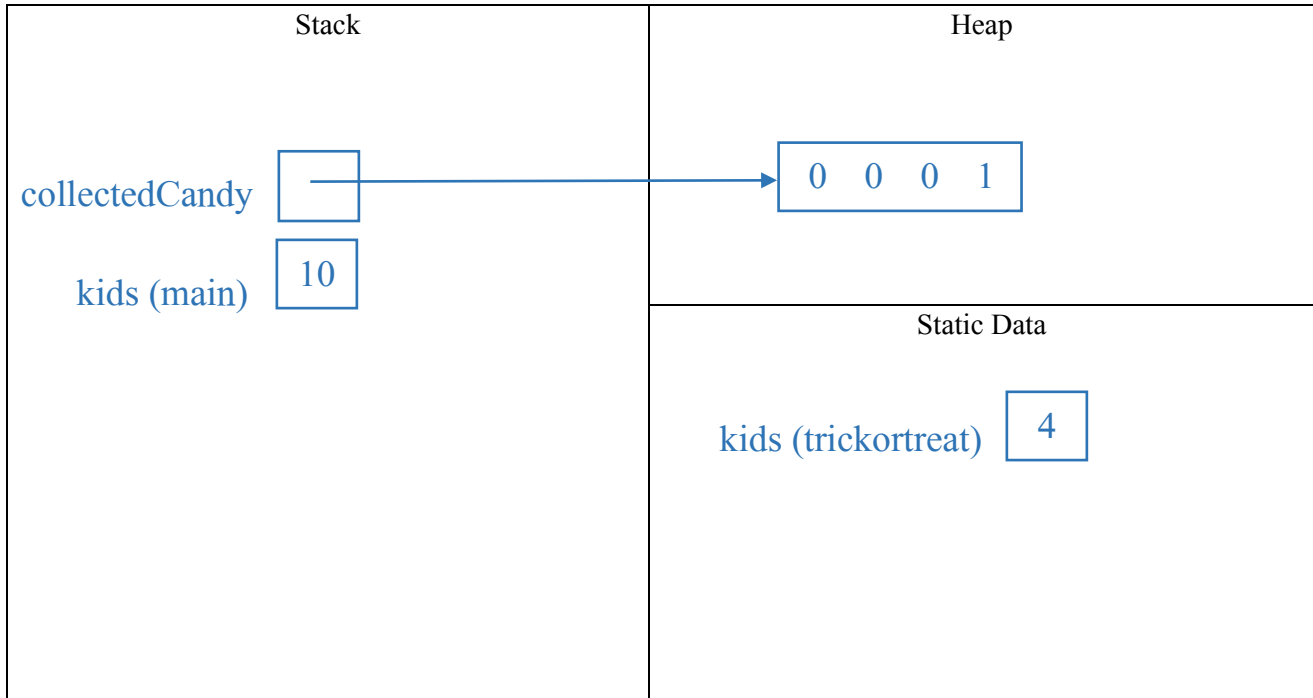 Stack
collectedCandy
kids (main) 10
Heap
0 0 0 1
Static Data
kids (trickortreat) 4